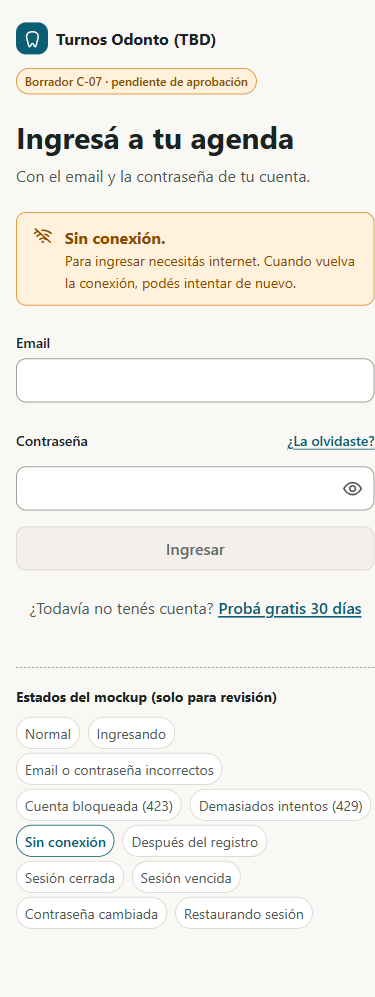 Turnos Odonto (TBD)
Borrador C-07 · pendiente de aprobación
Ingresá a tu agenda
Con el email y la contraseña de tu cuenta.
Sin conexión.
Para ingresar necesitás internet. Cuando vuelva
la conexión, podés intentar de nuevo.
Email
Contraseña ¿La olvidaste?
Ingresar
¿Todavía no tenés cuenta? Probá gratis 30 días
Estados del mockup (solo para revisión)
Normal Ingresando
Email o contraseña incorrectos
Cuenta bloqueada (423) Demasiados intentos (429)
Sin conexión Después del registro
Sesión cerrada Sesión vencida
Contraseña cambiada Restaurando sesión